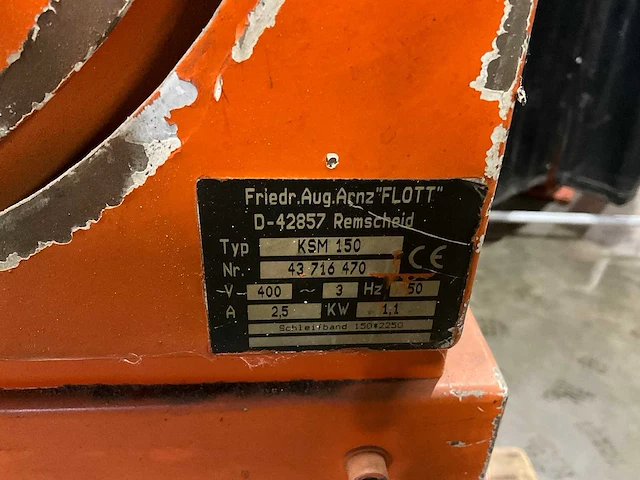 Friedr.Aug.Arnz"FLOTT"
D-42857 Remscheid
Typ KSM 150
Nr. 43 716 470 CE
V 400 ~ 3 Hz 50
A 2,5 KW 1,1
Schleifband 150*2250